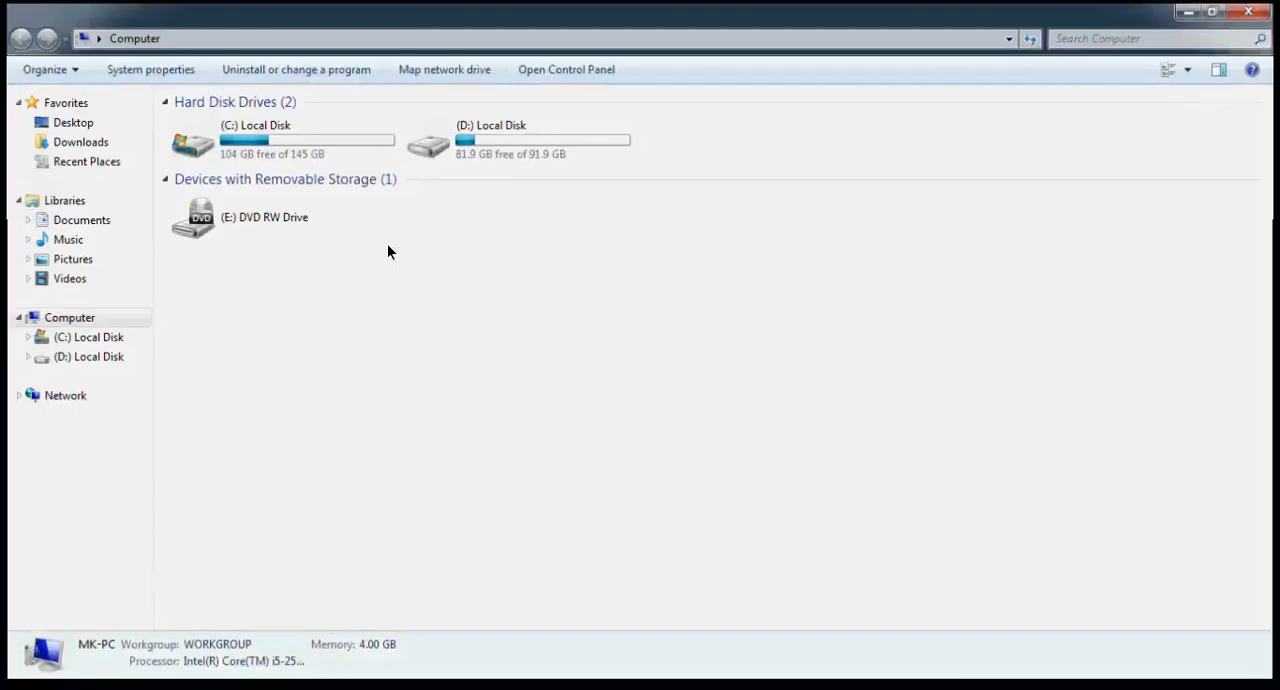 Computer
Search Computer
Organize
System properties
Uninstall or change a program
Map network drive
Open Control Panel
Favorites
Desktop
Downloads
Recent Places
Libraries
Documents
Music
Pictures
Videos
Computer
(C:) Local Disk
(D:) Local Disk
Network
Hard Disk Drives (2)
(C:) Local Disk
104 GB free of 145 GB
(D:) Local Disk
81.9 GB free of 91.9 GB
Devices with Removable Storage (1)
DVD
(E:) DVD RW Drive
MK-PC Workgroup: WORKGROUP Memory: 4.00 GB
Processor: Intel(R) Core(TM) i5-25...